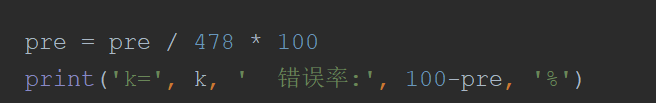 pre = pre / 478 * 100
print('k=', k, '  错误率:', 100-pre, '%')